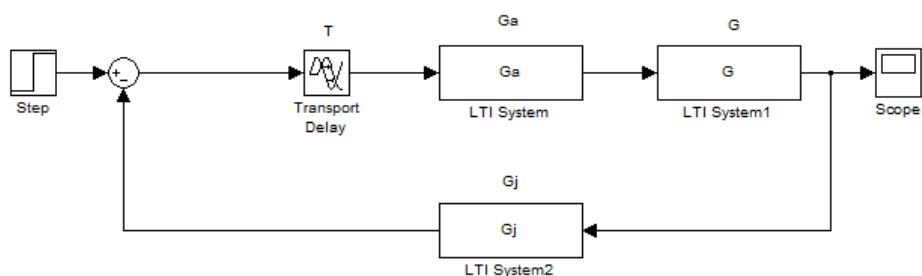 T
Ga
G
+
−
Ga
G
Step
Transport
Delay
LTI System
LTI System1
Scope
Gj
Gj
LTI System2